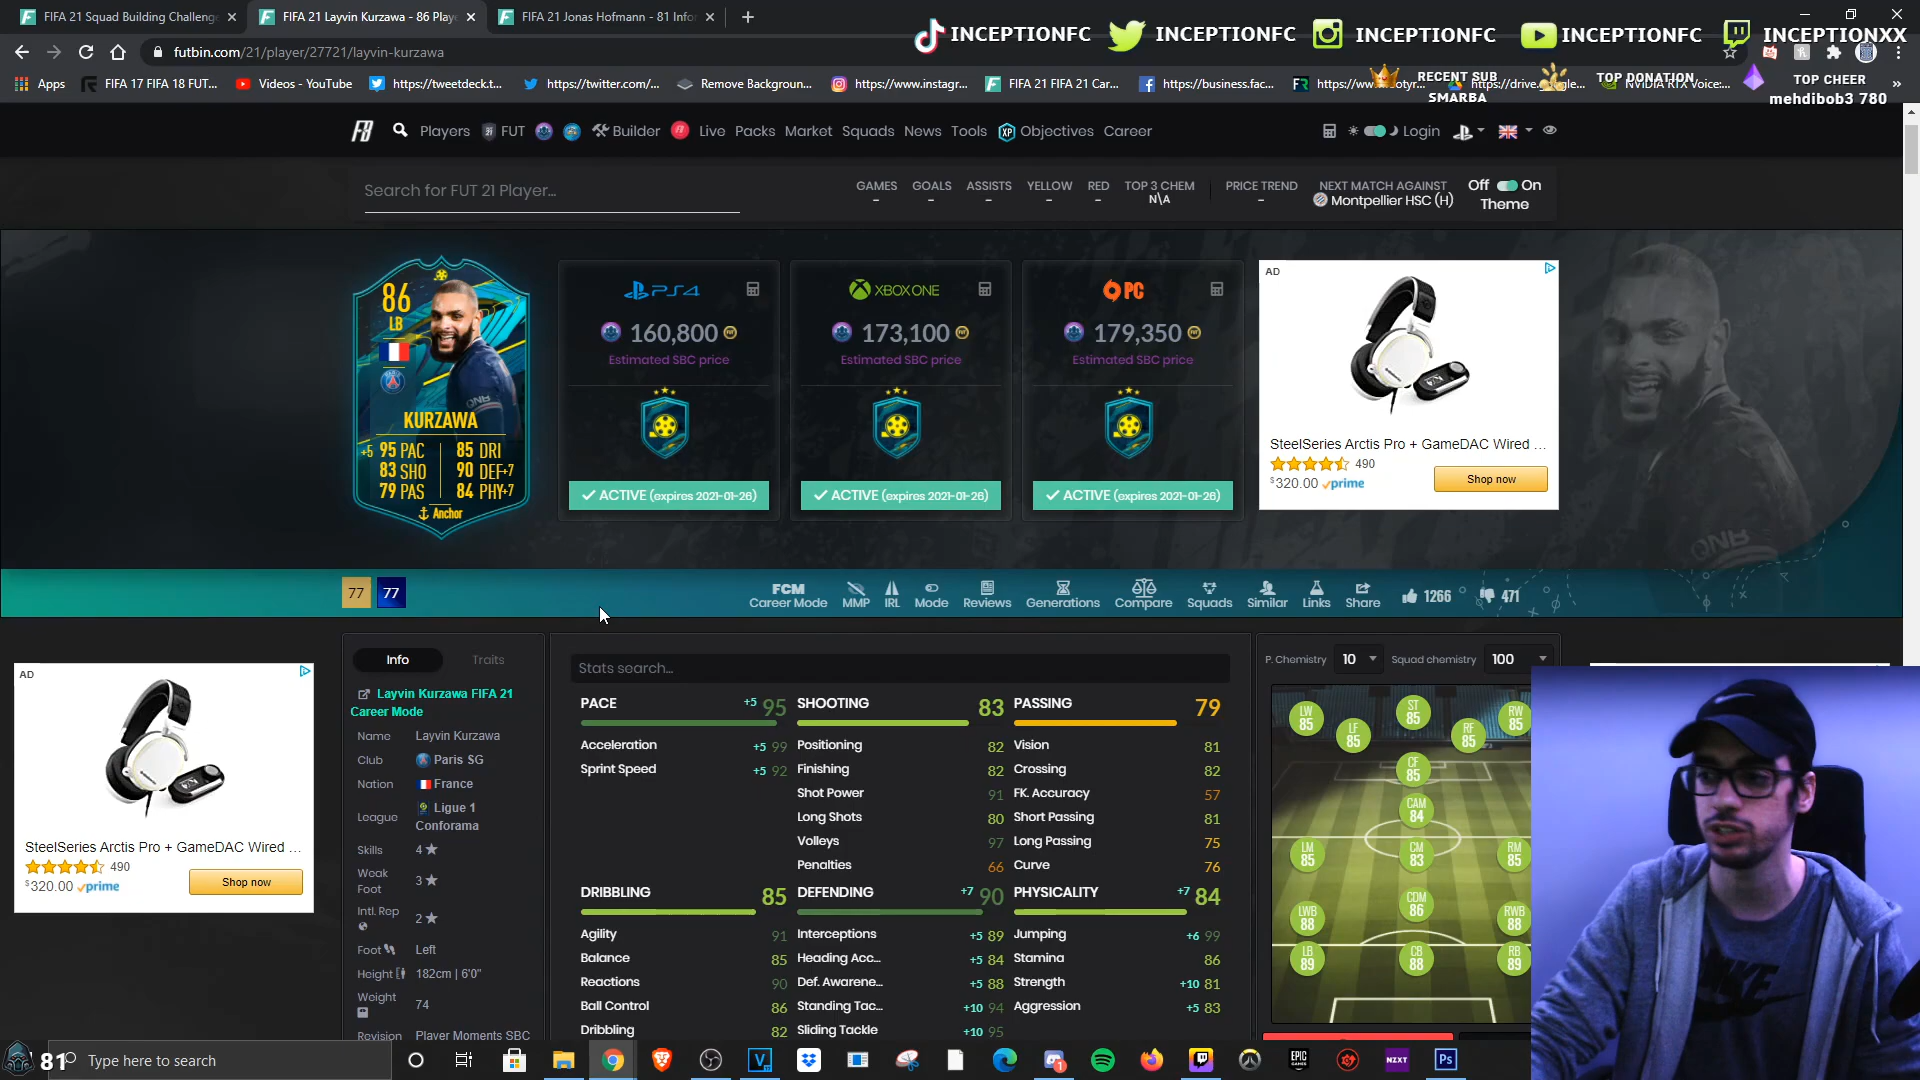 FIFA 21 Squad Building Challeng
FIFA 21 Layvin Kurzawa - 86 Playe
FIFA 21 Jonas Hofmann - 81 Infor
futbin.com/21/player/27721/layvin-kurzawa
INCEPTIONFC
INCEPTIONFC
INCEPTIONFC
INCEPTIONFC
INCEPTIONXX
Apps
FIFA 17 FIFA 18 FUT...
Videos - YouTube
https://tweetdeck.t...
https://twitter.com/...
Remove Backgroun...
https://www.instagr...
FIFA 21 FIFA 21 Car...
https://business.fac...
NVIDIA RTX Voice:...
RECENT SUB
SMARBA
TOP DONATION
TOP CHEER
mehdibob3 780
Players
FUT
Builder
Live
Packs
Market
Squads
News
Tools
XP Objectives
Career
Login
Search for FUT 21 Player...
GAMES
-
GOALS
-
ASSISTS
-
YELLOW
-
RED
-
TOP 3 CHEM
N\A
PRICE TREND
-
NEXT MATCH AGAINST
Montpellier HSC (H)
Off On
Theme
86
LB
KURZAWA
+5 95 PAC 85 DRI
83 SHO 90 DEF+7
79 PAS 84 PHY+7
Anchor
PS4
160,800
Estimated SBC price
ACTIVE (expires 2021-01-26)
XBOX ONE
173,100
Estimated SBC price
ACTIVE (expires 2021-01-26)
PC
179,350
Estimated SBC price
ACTIVE (expires 2021-01-26)
AD
SteelSeries Arctis Pro + GameDAC Wired ...
490
$320.00 prime
Shop now
77 77
FCM
Career Mode
MMP
IRL
Mode
Reviews
Generations
Compare
Squads
Similar
Links
Share
1266
471
AD
SteelSeries Arctis Pro + GameDAC Wired ...
490
$320.00 prime
Shop now
Info Traits
Layvin Kurzawa FIFA 21
Career Mode
Name Layvin Kurzawa
Club Paris SG
Nation France
League Ligue 1
Conforama
Skills 4
Weak
Foot 3
Intl. Rep 2
Foot Left
Height 182cm | 6'0"
Weight 74
Revision Player Moments SBC
Stats search...
PACE +5 95
Acceleration +5 99
Sprint Speed +5 92
SHOOTING 83
Positioning 82
Finishing 82
Shot Power 91
Long Shots 80
Volleys 97
Penalties 66
PASSING 79
Vision 81
Crossing 82
FK. Accuracy 57
Short Passing 81
Long Passing 75
Curve 76
DRIBBLING 85
Agility 91
Balance 85
Reactions 90
Ball Control 86
Dribbling 82
DEFENDING +7 90
Interceptions +5 89
Heading Acc... +5 84
Def. Awarene... +5 88
Standing Tac... +10 94
Sliding Tackle +10 95
PHYSICALITY +7 84
Jumping +6 99
Stamina 86
Strength +10 81
Aggression +5 83
P. Chemistry 10 Squad chemistry 100
LW
85
LF
85
ST
85
RF
85
RW
85
CF
85
CAM
84
LM
85
CM
83
RM
85
CDM
86
LWB
88
RWB
88
LB
89
CB
88
RB
89
81
Type here to search